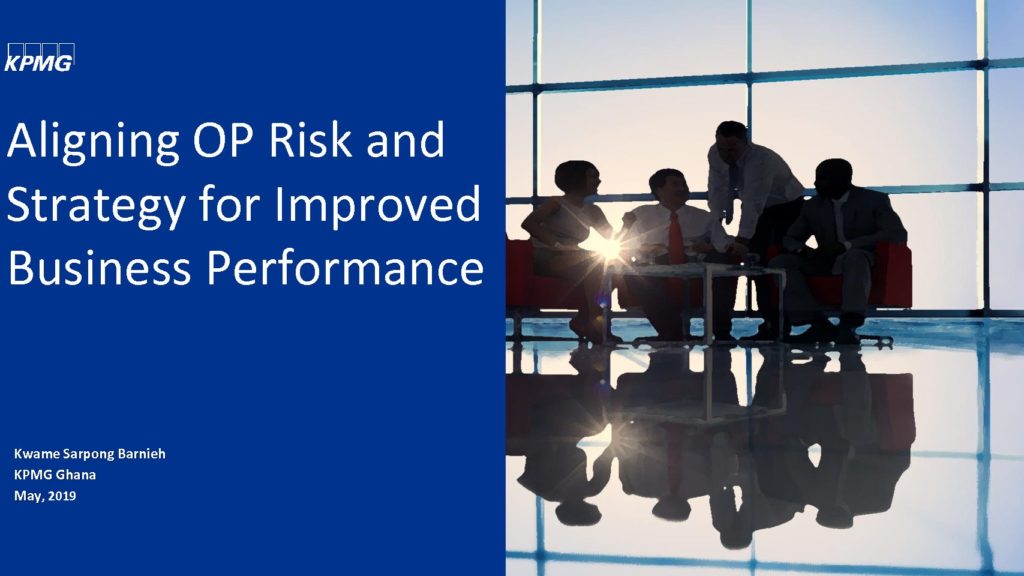 KPMG
Aligning OP Risk and
Strategy for Improved
Business Performance
Kwame Sarpong Barnieh
KPMG Ghana
May, 2019